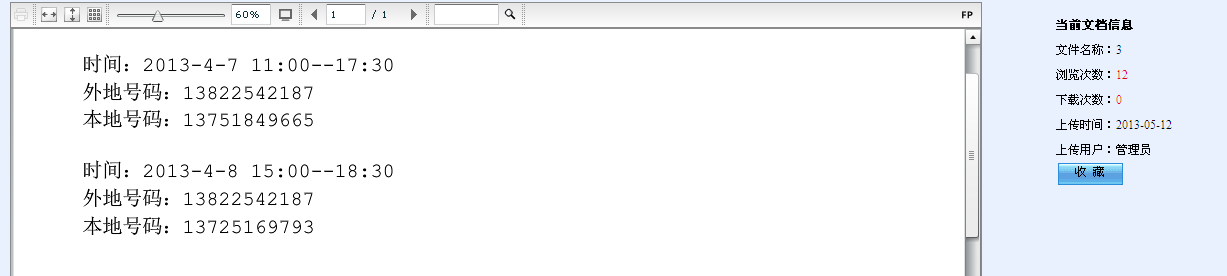 60%
1
/ 1
FP
时间：2013-4-7 11:00--17:30
外地号码：13822542187
本地号码：13751849665
时间：2013-4-8 15:00--18:30
外地号码：13822542187
本地号码：13725169793
当前文档信息
文件名称：3
浏览次数：12
下载次数：0
上传时间：2013-05-12
上传用户：管理员
收 藏